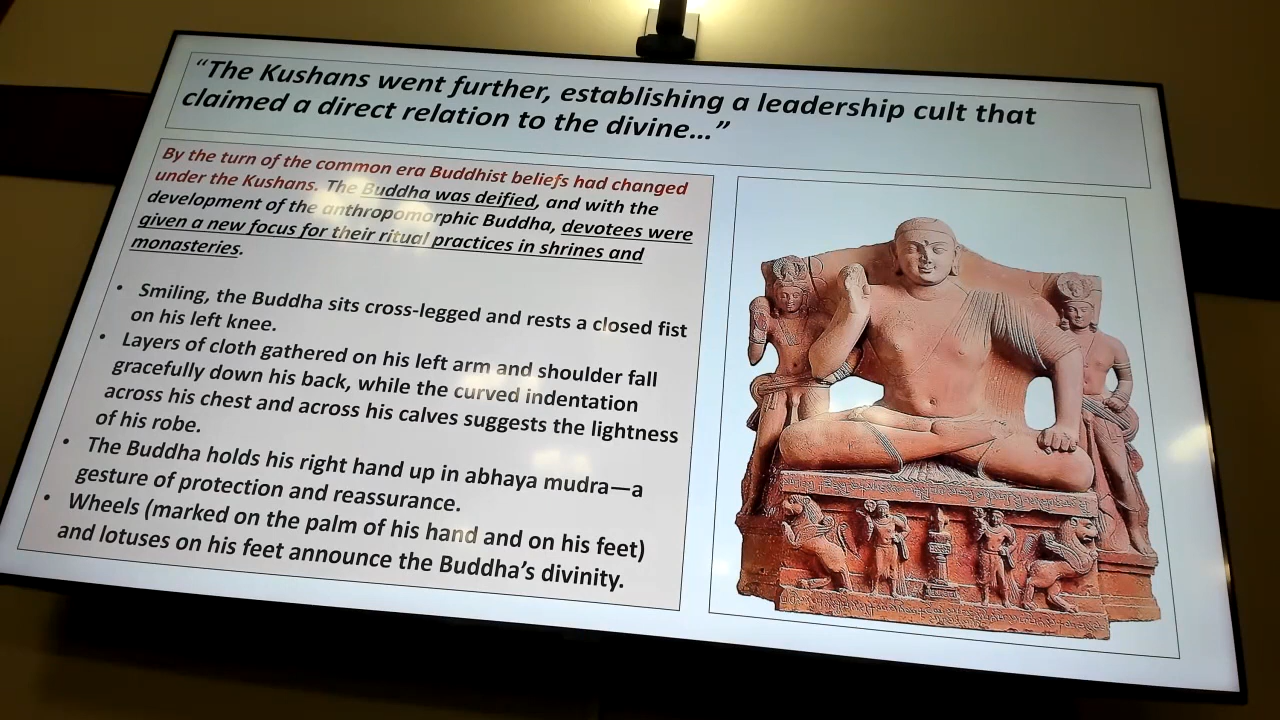 “The Kushans went further, establishing a leadership cult that
claimed a direct relation to the divine...”
By the turn of the common era Buddhist beliefs had changed
under the Kushans. The Buddha was deified, and with the
development of the anthropomorphic Buddha, devotees were
given a new focus for their ritual practices in shrines and
monasteries.
• Smiling, the Buddha sits cross-legged and rests a closed fist
on his left knee.
• Layers of cloth gathered on his left arm and shoulder fall
gracefully down his back, while the curved indentation
across his chest and across his calves suggests the lightness
of his robe.
• The Buddha holds his right hand up in abhaya mudra—a
gesture of protection and reassurance.
• Wheels (marked on the palm of his hand and on his feet)
and lotuses on his feet announce the Buddha’s divinity.